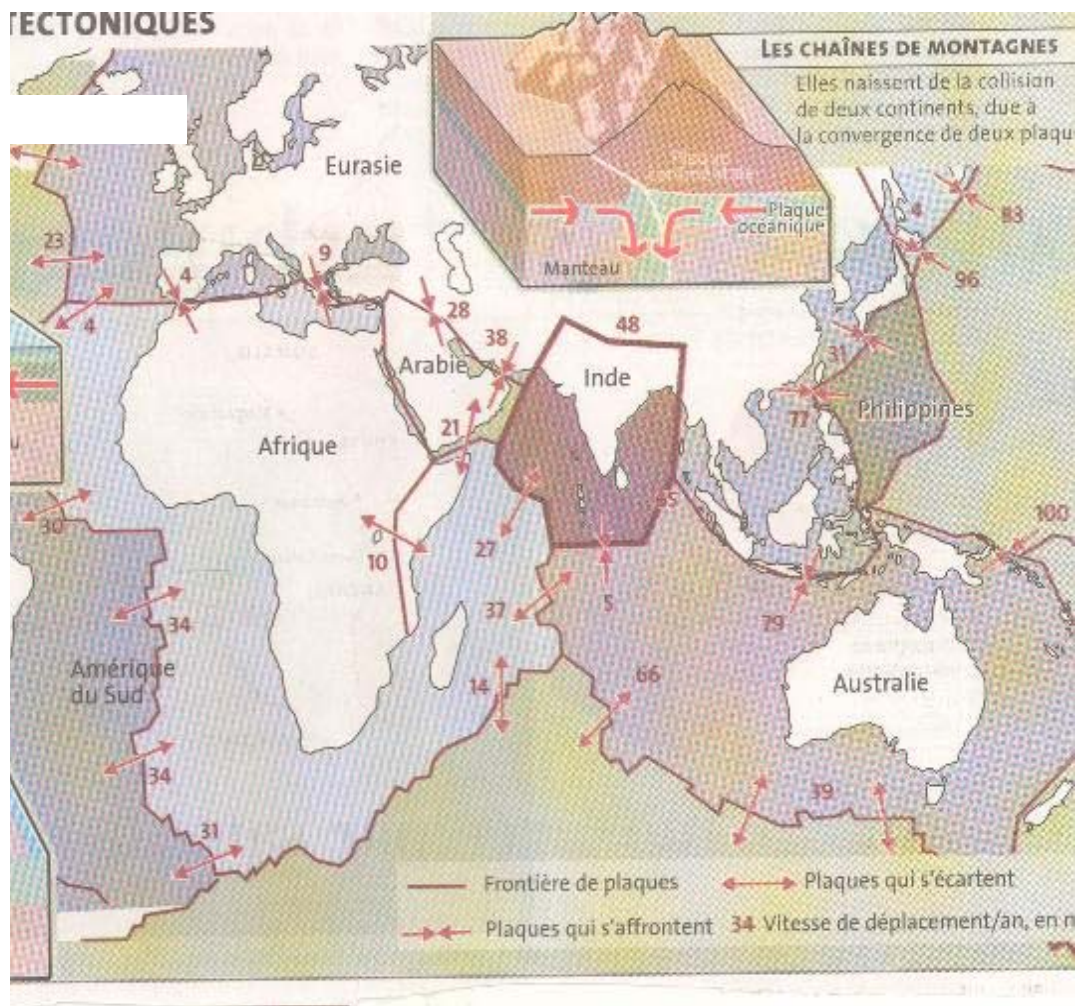 TECTONIQUES
LES CHAÎNES DE MONTAGNES
Elles naissent de la collision
de deux continents, due à
la convergence de deux plaqu
Plaque
océanique
Manteau
Eurasie
23
4
9
4
28
38
48
4
83
96
31
77
Arabie
Inde
Philippines
Afrique
21
30
10
27
55
5
100
34
37
79
Amérique
du Sud
14
66
Australie
34
31
39
Frontière de plaques
Plaques qui s'écartent
Plaques qui s'affrontent
34 Vitesse de déplacement/an, en m